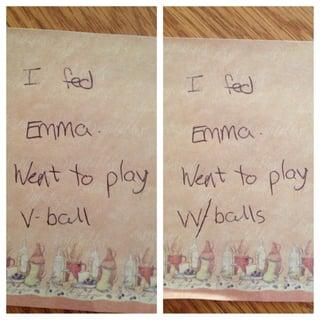 I fed
Emma.
Went to play
V-ball
I fed
Emma.
Went to play
W/balls